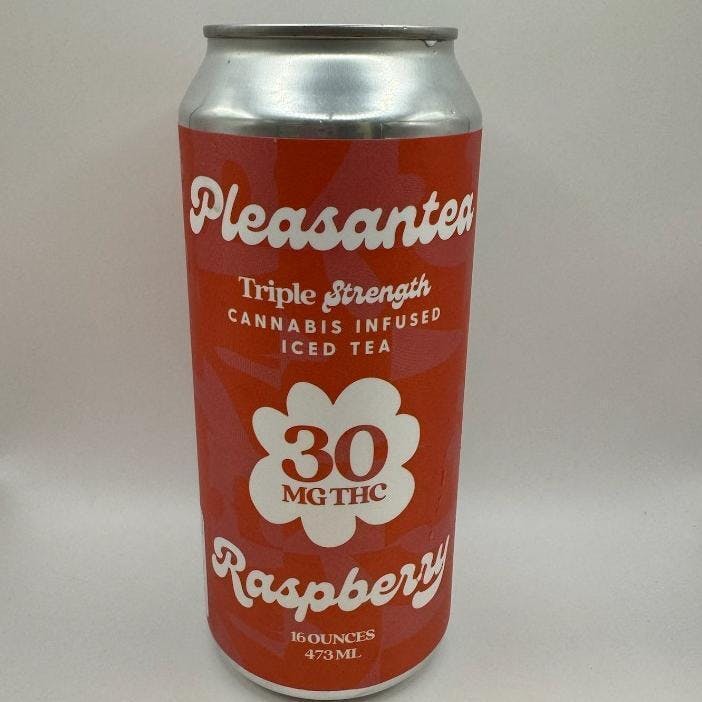 Pleasantea
Triple Strength
CANNABIS INFUSED
ICED TEA
30
MG THC
Raspberry
16 OUNCES
473 ML